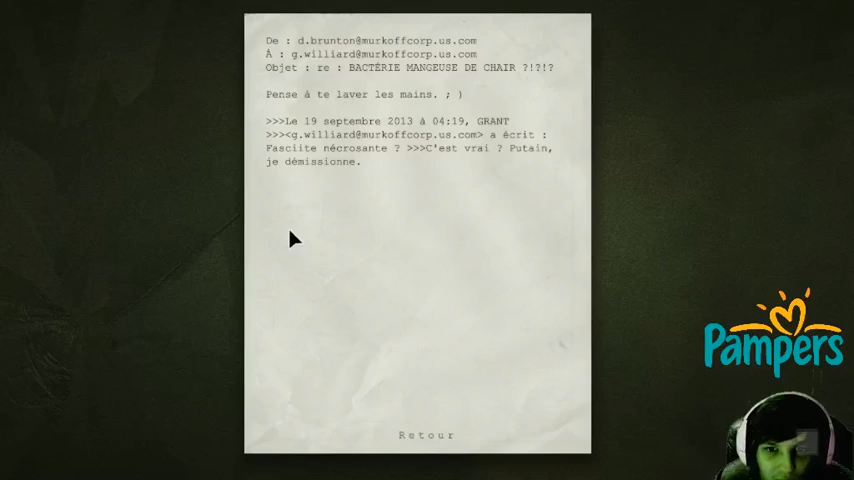 De : d.brunton@murkoffcorp.us.com
À : g.williard@murkoffcorp.us.com
Objet : re : BACTÉRIE MANGEUSE DE CHAIR ?!?!?
Pense à te laver les mains. ; )
>>>Le 19 septembre 2013 à 04:19, GRANT
>>><g.williard@murkoffcorp.us.com> a écrit :
Fasciite nécrosante ? >>>C'est vrai ? Putain,
je démissionne.
Pampers
Retour